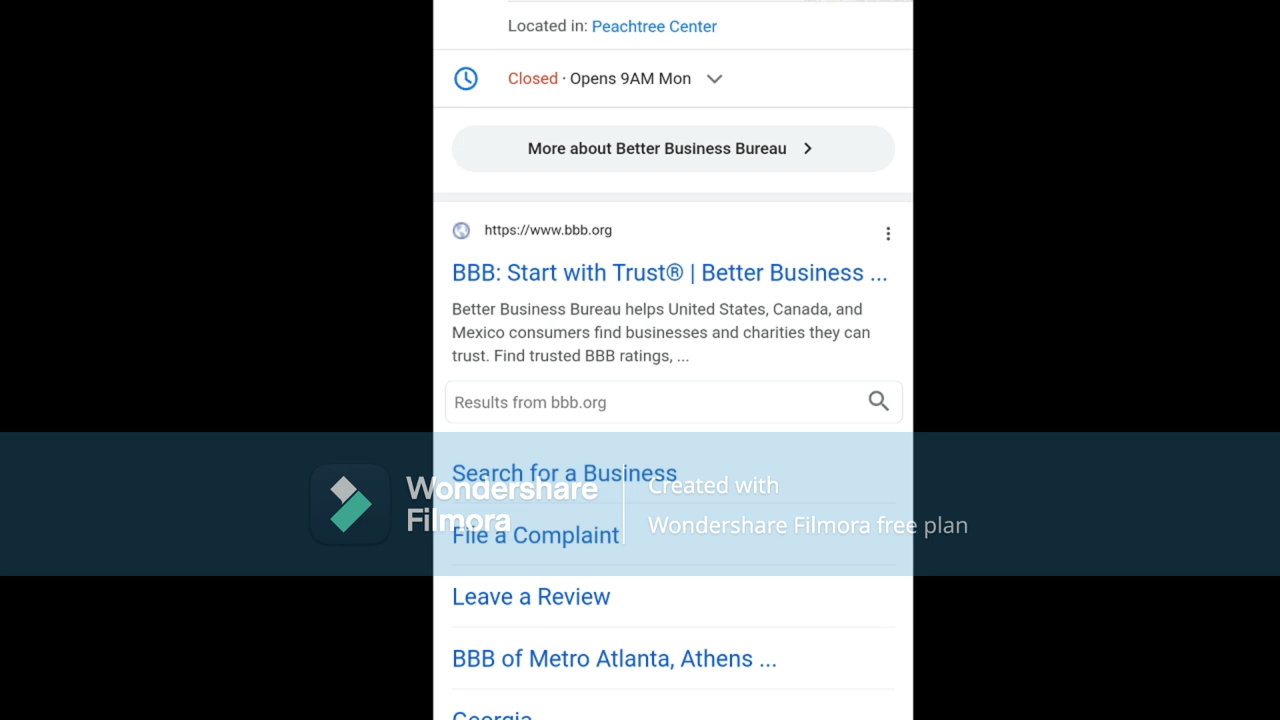 Located in: Peachtree Center
Closed · Opens 9AM Mon
More about Better Business Bureau
https://www.bbb.org
BBB: Start with Trust® | Better Business ...
Better Business Bureau helps United States, Canada, and
Mexico consumers find businesses and charities they can
trust. Find trusted BBB ratings, ...
Results from bbb.org
Search for a Business
Wondershare
Filmora
Created with
Wondershare Filmora free plan
File a Complaint
Leave a Review
BBB of Metro Atlanta, Athens ...
Georgia